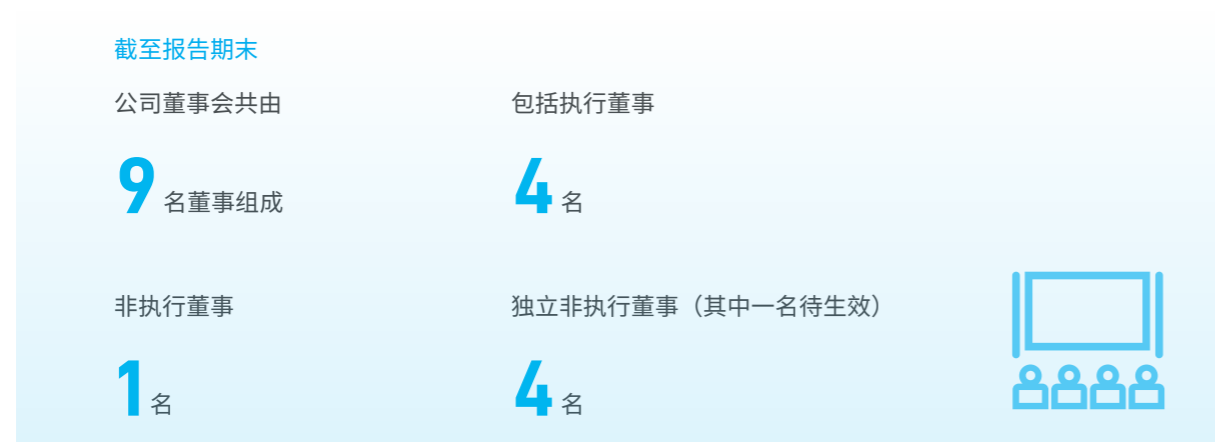 截至报告期末
公司董事会共由
9 名董事组成
包括执行董事
4 名
非执行董事
1 名
独立非执行董事（其中一名待生效）
4 名